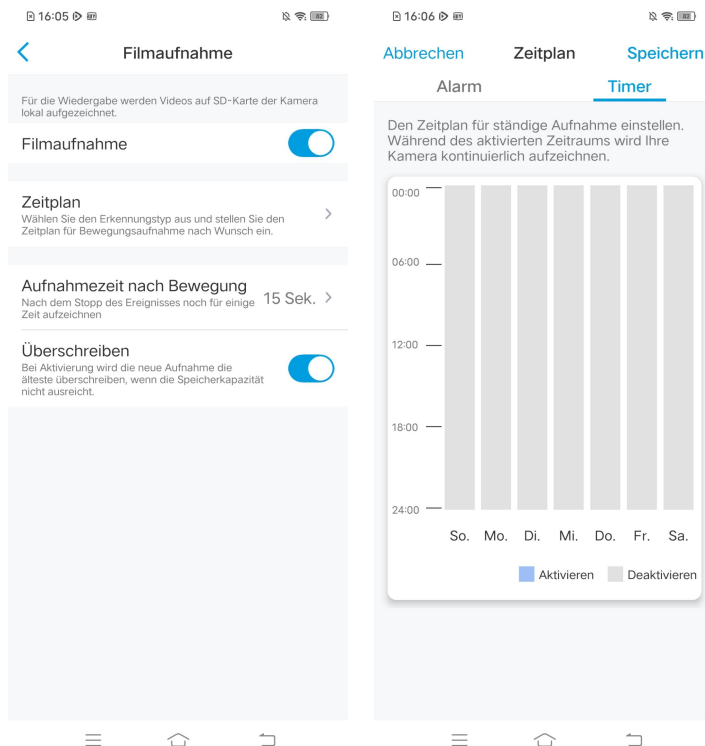 16:05
82
Filmaufnahme
Für die Wiedergabe werden Videos auf SD-Karte der Kamera
lokal aufgezeichnet.
Filmaufnahme
Zeitplan
Wählen Sie den Erkennungstyp aus und stellen Sie den
Zeitplan für Bewegungsaufnahme nach Wunsch ein.
Aufnahmezeit nach Bewegung
Nach dem Stopp des Ereignisses noch für einige
Zeit aufzeichnen
15 Sek.
Überschreiben
Bei Aktivierung wird die neue Aufnahme die
älteste überschreiben, wenn die Speicherkapazität
nicht ausreicht.
16:06
82
Abbrechen Zeitplan Speichern
Alarm Timer
Den Zeitplan für ständige Aufnahme einstellen.
Während des aktivierten Zeitraums wird Ihre
Kamera kontinuierlich aufzeichnen.
00:00
06:00
12:00
18:00
24:00
So. Mo. Di. Mi. Do. Fr. Sa.
Aktivieren Deaktivieren